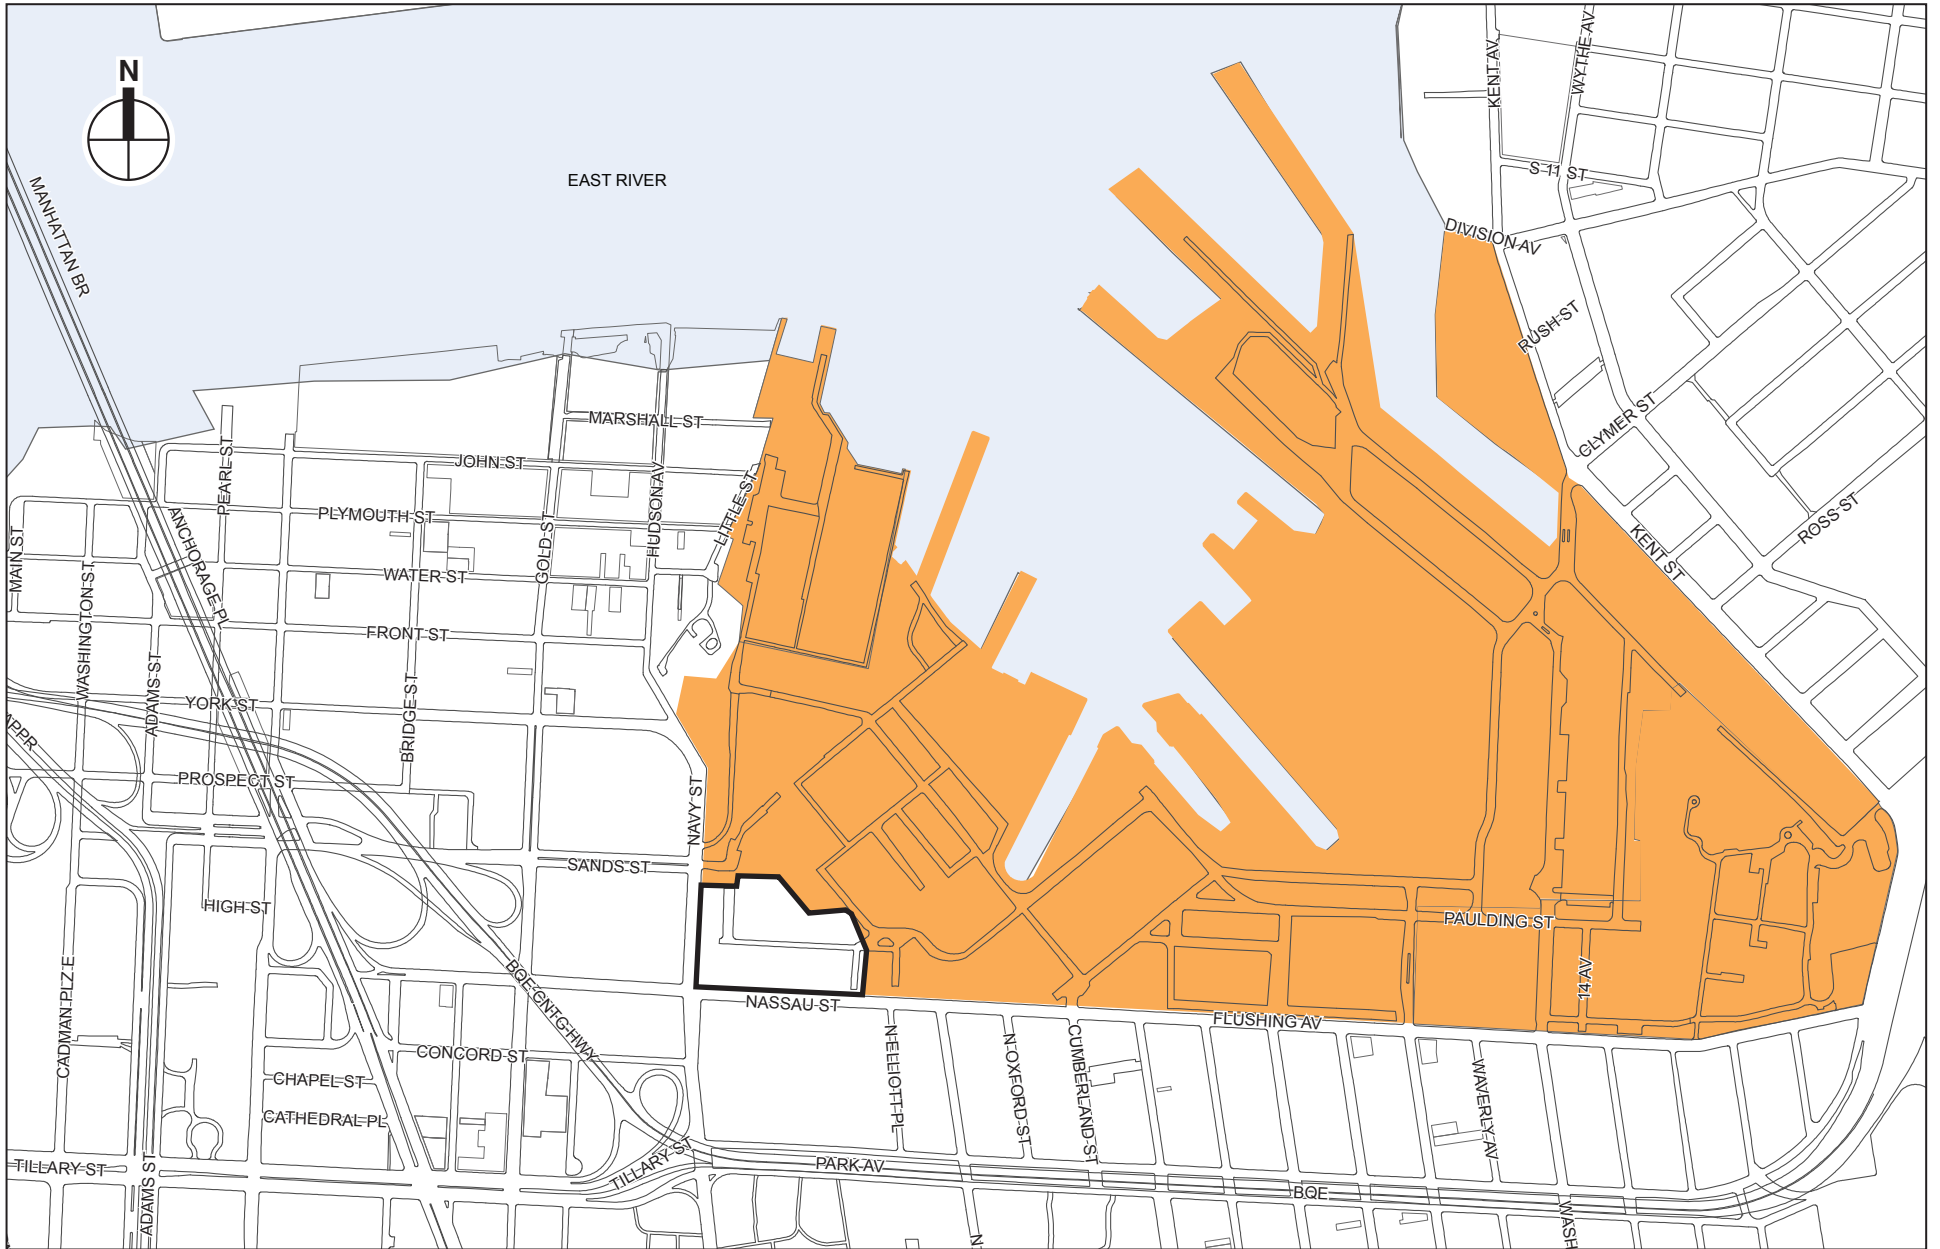 N
EAST RIVER
MANHATTAN BR
KENT AV
WYTHE AV
S 11 ST
DIVISION AV
RUSH ST
CLYMER ST
ROSS ST
KENT ST
MARSHALL ST
JOHN ST
PEARL ST
PLYMOUTH ST
GOLD ST
HUDSON AV
LITTLE ST
MAIN ST
WASHINGTON ST
ANCHORAGE PL
WATER ST
FRONT ST
ADAMS ST
YORK ST
BRIDGE ST
APPR
PROSPECT ST
NAVY ST
SANDS ST
HIGH ST
PAULDING ST
14 AV
CADMAN PLZ E
BQE CNTG HWY
NASSAU ST
FLUSHING AV
N ELLIOTT PL
N OXFORD ST
CUMBERLAND ST
WAVERLY AV
CONCORD ST
CHAPEL ST
CATHEDRAL PL
TILLARY ST
TILLARY ST
ADAMS ST
PARK AV
BQE
WASH
N